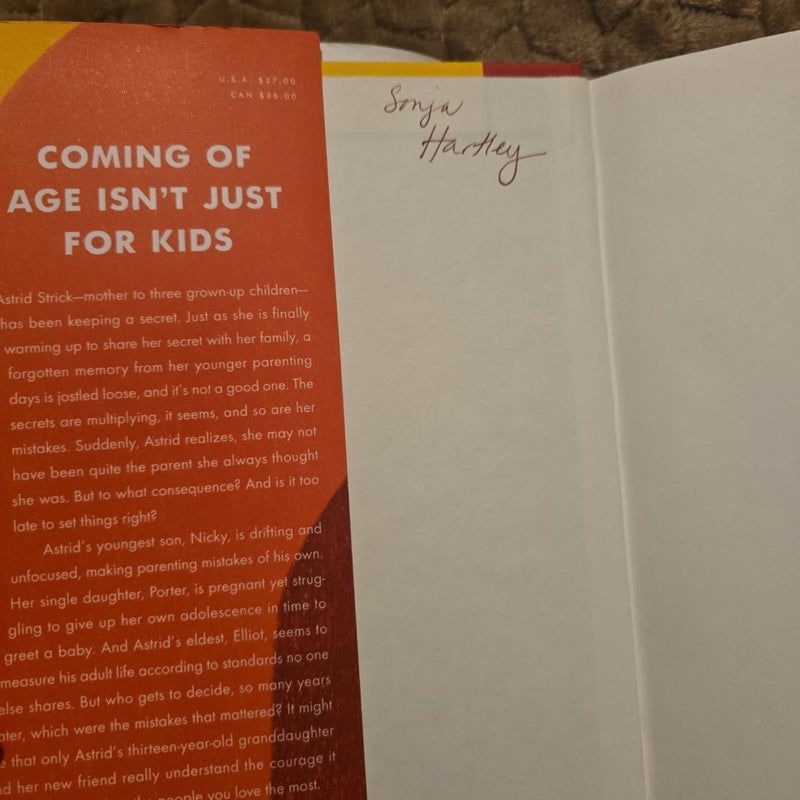 U.S.A. $27.00
CAN $36.00
COMING OF
AGE ISN'T JUST
FOR KIDS
Astrid Strick—mother to three grown-up children—
has been keeping a secret. Just as she is finally
warming up to share her secret with her family, a
forgotten memory from her younger parenting
days is jostled loose, and it's not a good one. The
secrets are multiplying, it seems, and so are her
mistakes. Suddenly, Astrid realizes, she may not
have been quite the parent she always thought
she was. But to what consequence? And is it too
late to set things right?
Astrid's youngest son, Nicky, is drifting and
unfocused, making parenting mistakes of his own.
Her single daughter, Porter, is pregnant yet strug-
gling to give up her own adolescence in time to
greet a baby. And Astrid's eldest, Elliot, seems to
measure his adult life according to standards no one
else shares. But who gets to decide, so many years
later, which were the mistakes that mattered? It might
that only Astrid's thirteen-year-old granddaughter
her new friend really understand the courage it
people you love the most.
Sonja
Hartley